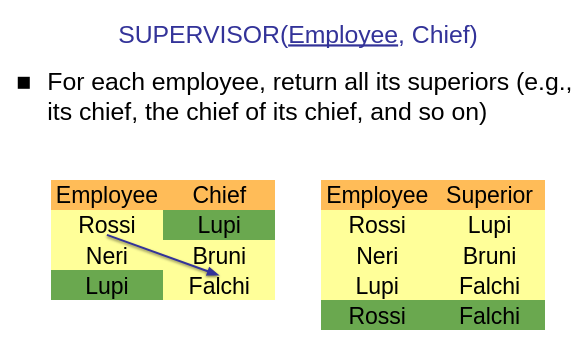 SUPERVISOR(Employee, Chief)
■ For each employee, return all its superiors (e.g.,
its chief, the chief of its chief, and so on)
Employee Chief
Rossi Lupi
Neri Bruni
Lupi Falchi
Employee Superior
Rossi Lupi
Neri Bruni
Lupi Falchi
Rossi Falchi